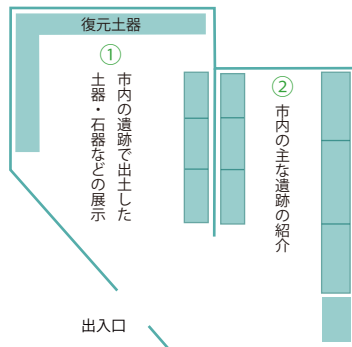 復元土器
①
市内の遺跡で出土した
土器・石器などの展示
②
市内の主な遺跡の紹介
出入口